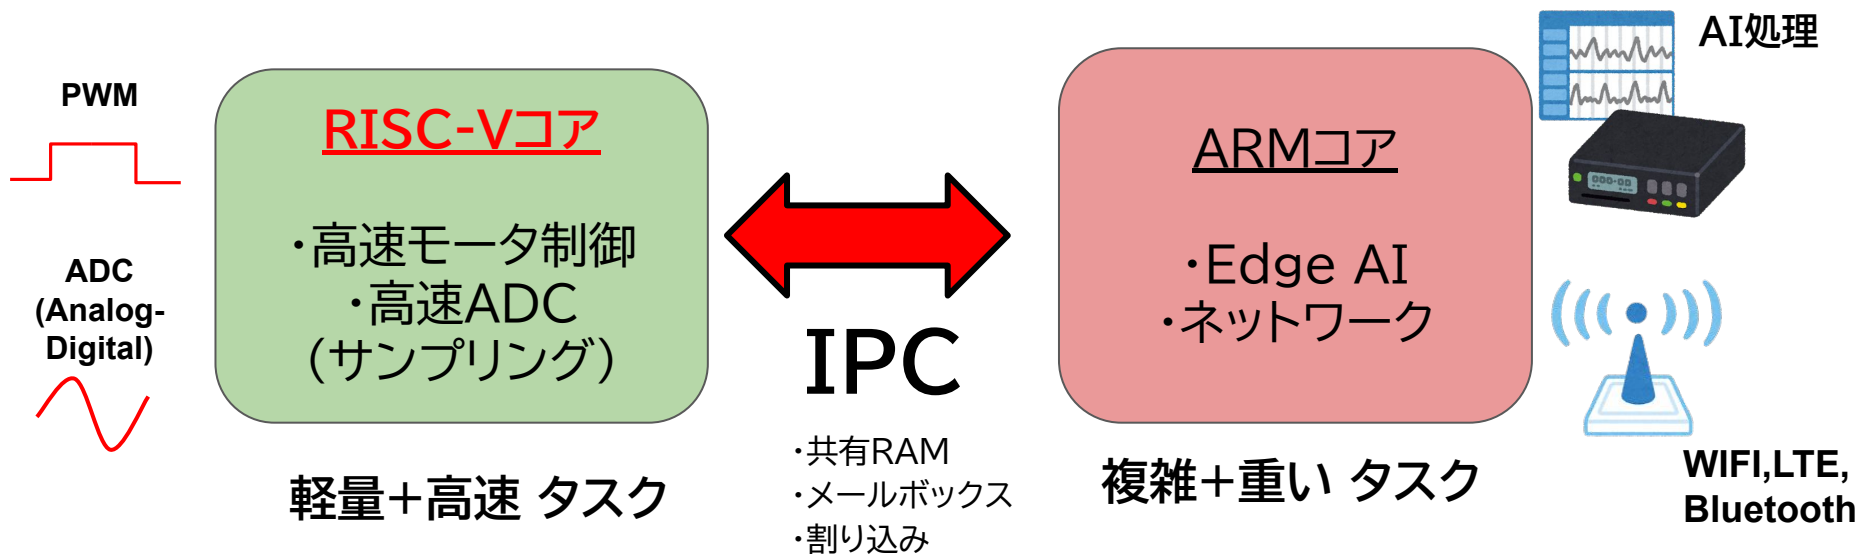 PWM
ADC
(Analog-
Digital)
RISC-Vコア
・高速モータ制御
・高速ADC
(サンプリング)
軽量+高速 タスク
IPC
・共有RAM
・メールボックス
・割り込み
ARMコア
・Edge AI
・ネットワーク
複雑+重い タスク
AI処理
000-00
WIFI,LTE,
Bluetooth